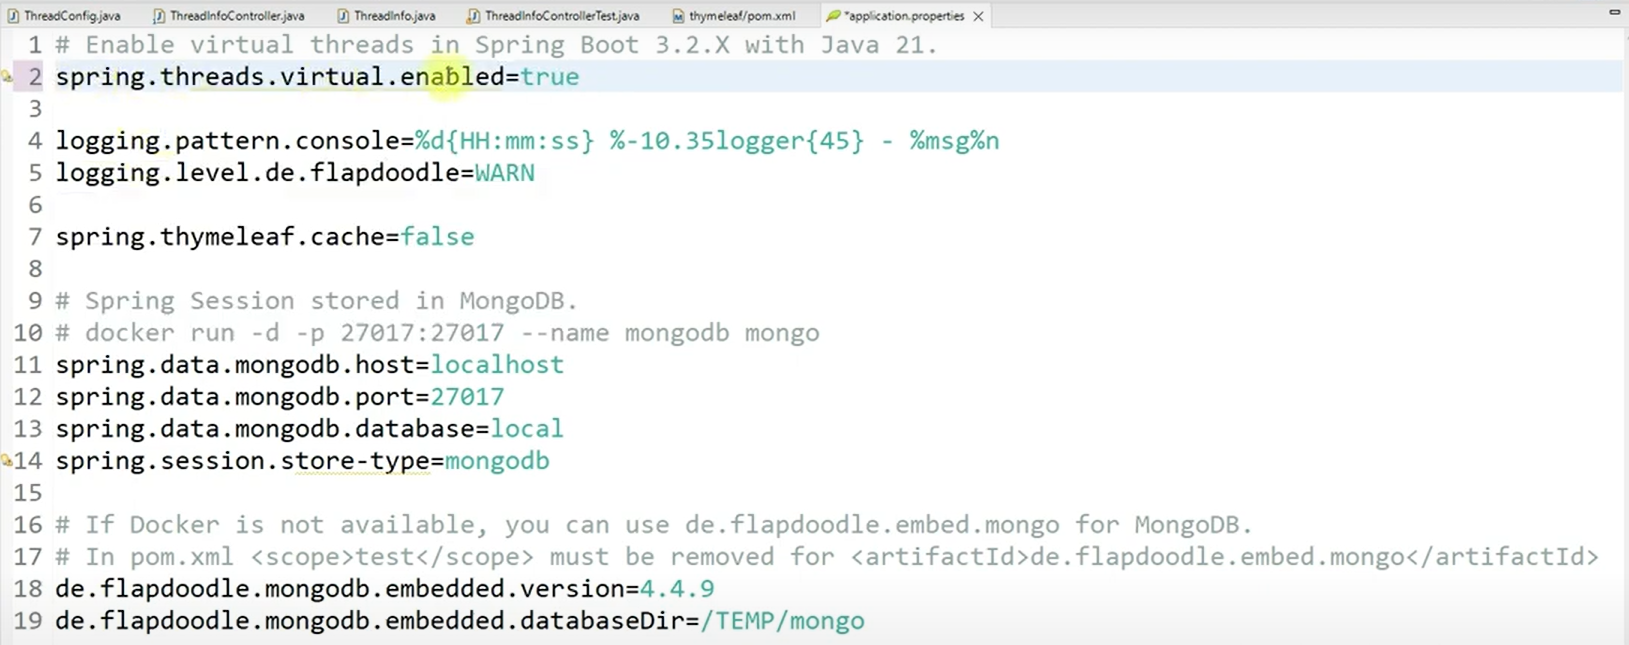 ThreadConfig.java ThreadInfoController.java ThreadInfo.java ThreadInfoControllerTest.java thymeleaf/pom.xml *application.properties
1 # Enable virtual threads in Spring Boot 3.2.X with Java 21.
2 spring.threads.virtual.enabled=true
3
4 logging.pattern.console=%d{HH:mm:ss} %-10.35logger{45} - %msg%n
5 logging.level.de.flapdoodle=WARN
6
7 spring.thymeleaf.cache=false
8
9 # Spring Session stored in MongoDB.
10 # docker run -d -p 27017:27017 --name mongodb mongo
11 spring.data.mongodb.host=localhost
12 spring.data.mongodb.port=27017
13 spring.data.mongodb.database=local
14 spring.session.store-type=mongodb
15
16 # If Docker is not available, you can use de.flapdoodle.embed.mongo for MongoDB.
17 # In pom.xml <scope>test</scope> must be removed for <artifactId>de.flapdoodle.embed.mongo</artifactId>
18 de.flapdoodle.mongodb.embedded.version=4.4.9
19 de.flapdoodle.mongodb.embedded.databaseDir=/TEMP/mongo